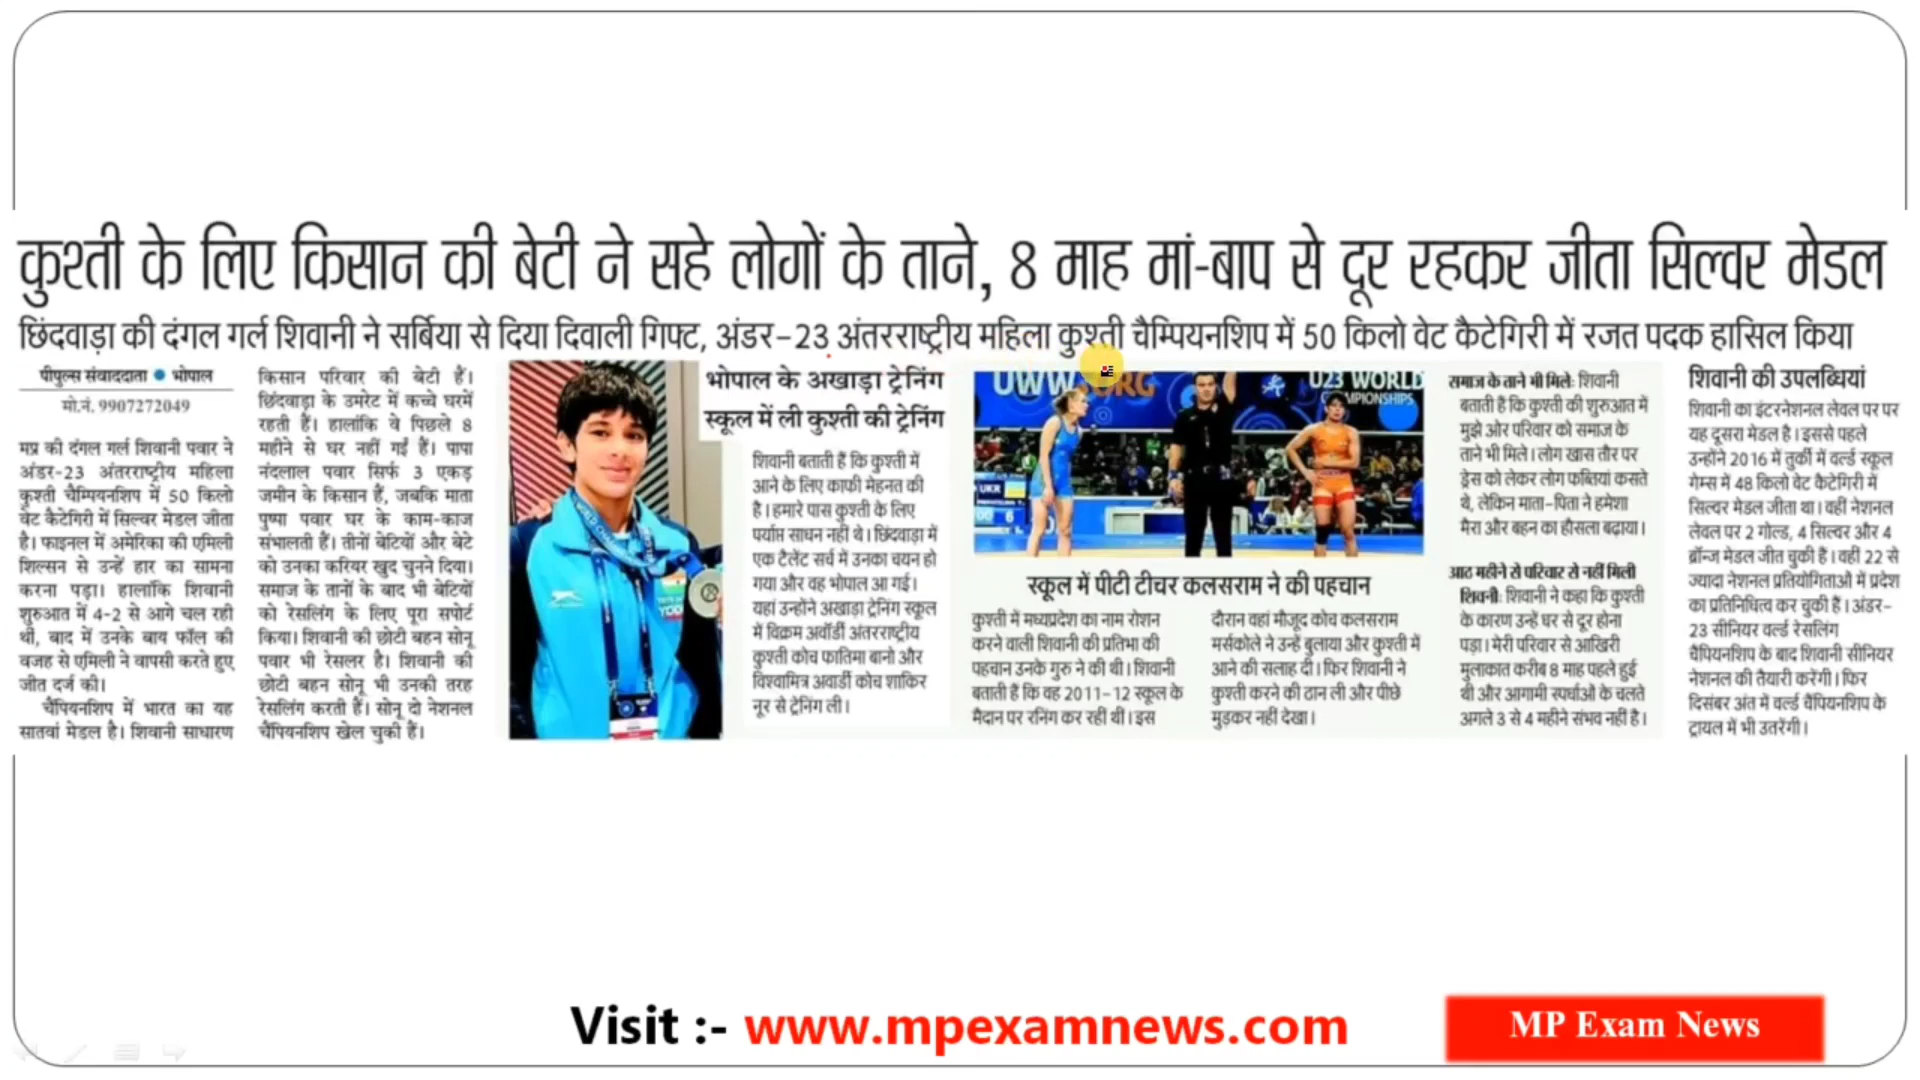 कुश्ती के लिए किसान की बेटी ने सहे लोगों के ताने, 8 माह मां-बाप से दूर रहकर जीता सिल्वर मेडल
छिंदवाड़ा की दंगल गर्ल शिवानी ने सर्बिया से दिया दिवाली गिफ्ट, अंडर-23 अंतरराष्ट्रीय महिला कुश्ती चैम्पियनशिप में 50 किलो वेट कैटेगिरी में रजत पदक हासिल किया
पीपुल्स संवाददाता ● भोपाल
मो.नं. 9907272049
मप्र की दंगल गर्ल शिवानी पवार ने
अंडर-23 अंतरराष्ट्रीय महिला
कुश्ती चैम्पियनशिप में 50 किलो
वेट कैटेगिरी में सिल्वर मेडल जीता
है। फाइनल में अमेरिका की एमिली
शिल्सन से उन्हें हार का सामना
करना पड़ा। हालांकि शिवानी
शुरुआत में 4-2 से आगे चल रही
थी, बाद में उनके बाय फॉल की
वजह से एमिली ने वापसी करते हुए
जीत दर्ज की।
चैंपियनशिप में भारत का यह
सातवां मेडल है। शिवानी साधारण
किसान परिवार की बेटी हैं।
छिंदवाड़ा के उमरेट में कच्चे घरमें
रहती हैं। हालांकि वे पिछले 8
महीने से घर नहीं गईं हैं। पापा
नंदलाल पवार सिर्फ 3 एकड़
जमीन के किसान हैं, जबकि माता
पुष्पा पवार घर के काम-काज
संभालती हैं। तीनों बेटियों और बेटे
को उनका करियर खुद चुनने दिया।
समाज के तानों के बाद भी बेटियों
को रेसलिंग के लिए पूरा सपोर्ट
किया। शिवानी की छोटी बहन सोनू
पवार भी रेसलर है। शिवानी की
छोटी बहन सोनू भी उनकी तरह
रेसलिंग करती हैं। सोनू दो नेशनल
चैंपियनशिप खेल चुकी हैं।
भोपाल के अखाड़ा ट्रेनिंग
स्कूल में ली कुश्ती की ट्रेनिंग
शिवानी बताती हैं कि कुश्ती में
आने के लिए काफी मेहनत की
है। हमारे पास कुश्ती के लिए
पर्याप्त साधन नहीं थे। छिंदवाड़ा में
एक टैलेंट सर्च में उनका चयन हो
गया और वह भोपाल आ गई।
यहां उन्होंने अखाड़ा ट्रेनिंग स्कूल
में विक्रम अवॉर्डी अंतरराष्ट्रीय
कुश्ती कोच फातिमा बानो और
विश्वामित्र अवार्डी कोच शाकिर
नूर से ट्रेनिंग ली।
UWW ORG
U23 WORLD
CHAMPIONSHIPS
UKR
स्कूल में पीटी टीचर कलसराम ने की पहचान
कुश्ती में मध्यप्रदेश का नाम रोशन
करने वाली शिवानी की प्रतिभा की
पहचान उनके गुरु ने की थी। शिवानी
बताती हैं कि वह 2011-12 स्कूल के
मैदान पर रनिंग कर रहीं थीं। इस
दौरान वहां मौजूद कोच कलसराम
मर्सकोले ने उन्हें बुलाया और कुश्ती में
आने की सलाह दी। फिर शिवानी ने
कुश्ती करने की ठान ली और पीछे
मुड़कर नहीं देखा।
समाज के ताने भी मिले: शिवानी
बताती है कि कुश्ती की शुरुआत में
मुझे ओर परिवार को समाज के
ताने भी मिले। लोग खास तौर पर
ड्रेस को लेकर लोग फब्तियां कसते
थे, लेकिन माता-पिता ने हमेशा
मैरा और बहन का हौसला बढ़ाया।
आठ महीने से परिवार से नहीं मिली
शिवनी: शिवानी ने कहा कि कुश्ती
के कारण उन्हें घर से दूर होना
पड़ा। मेरी परिवार से आखिरी
मुलाकात करीब 8 माह पहले हुई
थी और आगामी स्पर्धाओं के चलते
अगले 3 से 4 महीने संभव नहीं है।
शिवानी की उपलब्धियां
शिवानी का इंटरनेशनल लेवल पर पर
यह दूसरा मेडल है। इससे पहले
उन्होंने 2016 में तुर्की में वर्ल्ड स्कूल
गेम्स में 48 किलो वेट कैटेगिरी में
सिल्वर मेडल जीता था। वहीं नेशनल
लेवल पर 2 गोल्ड, 4 सिल्वर और 4
ब्रॉन्ज मेडल जीत चुकी हैं। वहीं 22 से
ज्यादा नेशनल प्रतियोगिताओं में प्रदेश
का प्रतिनिधित्व कर चुकी हैं। अंडर-
23 सीनियर वर्ल्ड रेसलिंग
चैंपियनशिप के बाद शिवानी सीनियर
नेशनल की तैयारी करेंगी। फिर
दिसंबर अंत में वर्ल्ड चैंपियनशिप के
ट्रायल में भी उतरेंगी।
Visit :- www.mpexamnews.com
MP Exam News